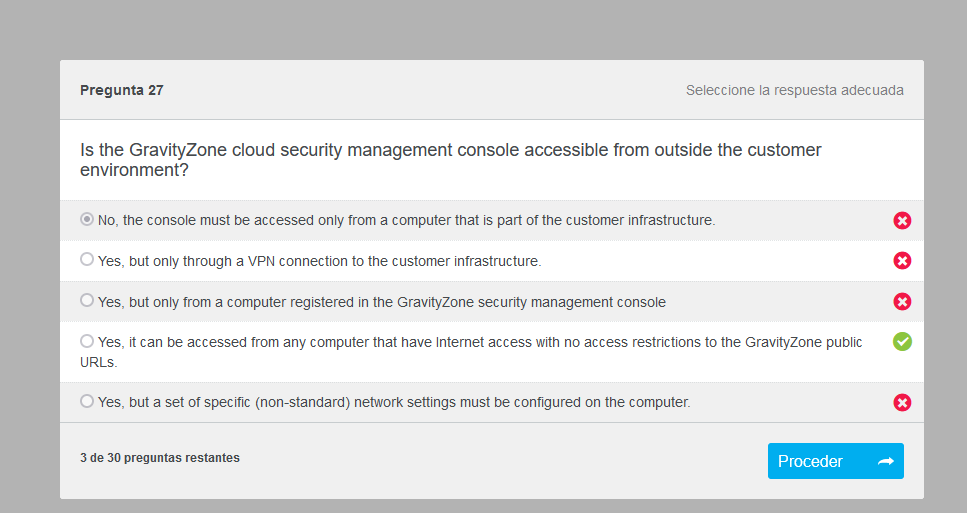 Pregunta 27
Seleccione la respuesta adecuada
Is the GravityZone cloud security management console accessible from outside the customer
environment?
No, the console must be accessed only from a computer that is part of the customer infrastructure.
Yes, but only through a VPN connection to the customer infrastructure.
Yes, but only from a computer registered in the GravityZone security management console
Yes, it can be accessed from any computer that have Internet access with no access restrictions to the GravityZone public
URLs.
Yes, but a set of specific (non-standard) network settings must be configured on the computer.
3 de 30 preguntas restantes
Proceder